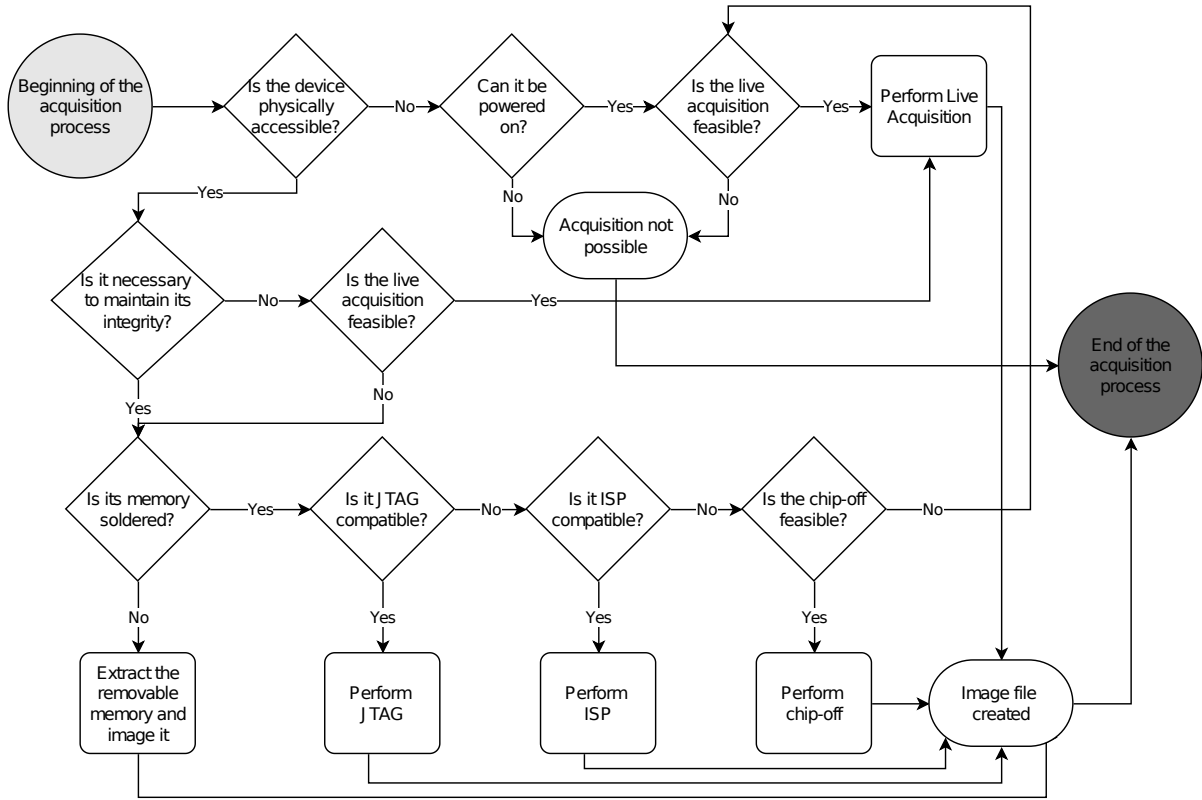 Beginning of the
acquisition
process
Is the device
physically
accessible?
No
Can it be
powered
on?
Yes
Is the live
acquisition
feasible?
Yes
Perform Live
Acquisition
Yes
No
No
Acquisition not
possible
Is it necessary
to maintain its
integrity?
No
Is the live
acquisition
feasible?
Yes
End of the
acquisition
process
Yes
No
Is its memory
soldered?
Yes
Is it JTAG
compatible?
No
Is it ISP
compatible?
No
Is the chip-off
feasible?
No
No
Yes
Yes
Yes
Extract the
removable
memory and
image it
Perform
JTAG
Perform
ISP
Perform
chip-off
Image file
created